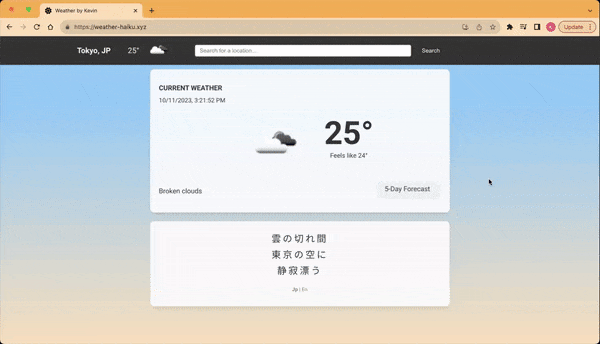 Weather by Kevin
https://weather-haiku.xyz
Update
Tokyo, JP 25° Search for a location... Search
CURRENT WEATHER
10/11/2023, 3:21:52 PM
25°
Feels like 24°
Broken clouds 5-Day Forecast
雲の切れ間
東京の空に
静寂漂う
Jp | En